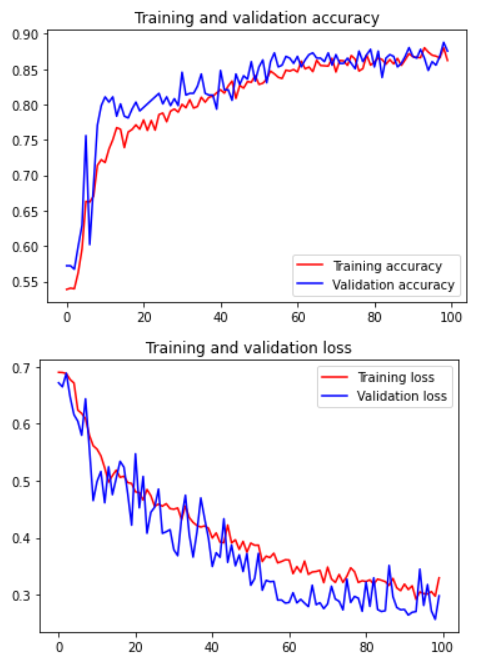 Training and validation accuracy
0.90
0.85
0.80
0.75
0.70
0.65
0.60
0.55
Training accuracy
Validation accuracy
0 20 40 60 80 100
Training and validation loss
0.7
Training loss
Validation loss
0.6
0.5
0.4
0.3
0 20 40 60 80 100